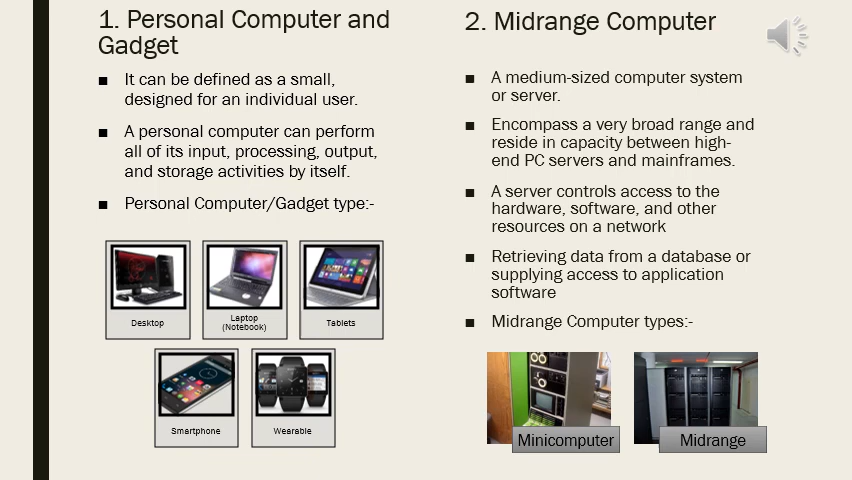 1. Personal Computer and
Gadget
■ It can be defined as a small,
designed for an individual user.
■ A personal computer can perform
all of its input, processing, output,
and storage activities by itself.
■ Personal Computer/Gadget type:-
Desktop
Laptop
(Notebook)
Tablets
Smartphone
Wearable
2. Midrange Computer
■ A medium-sized computer system
or server.
■ Encompass a very broad range and
reside in capacity between high-
end PC servers and mainframes.
■ A server controls access to the
hardware, software, and other
resources on a network
■ Retrieving data from a database or
supplying access to application
software
■ Midrange Computer types:-
Minicomputer
Midrange